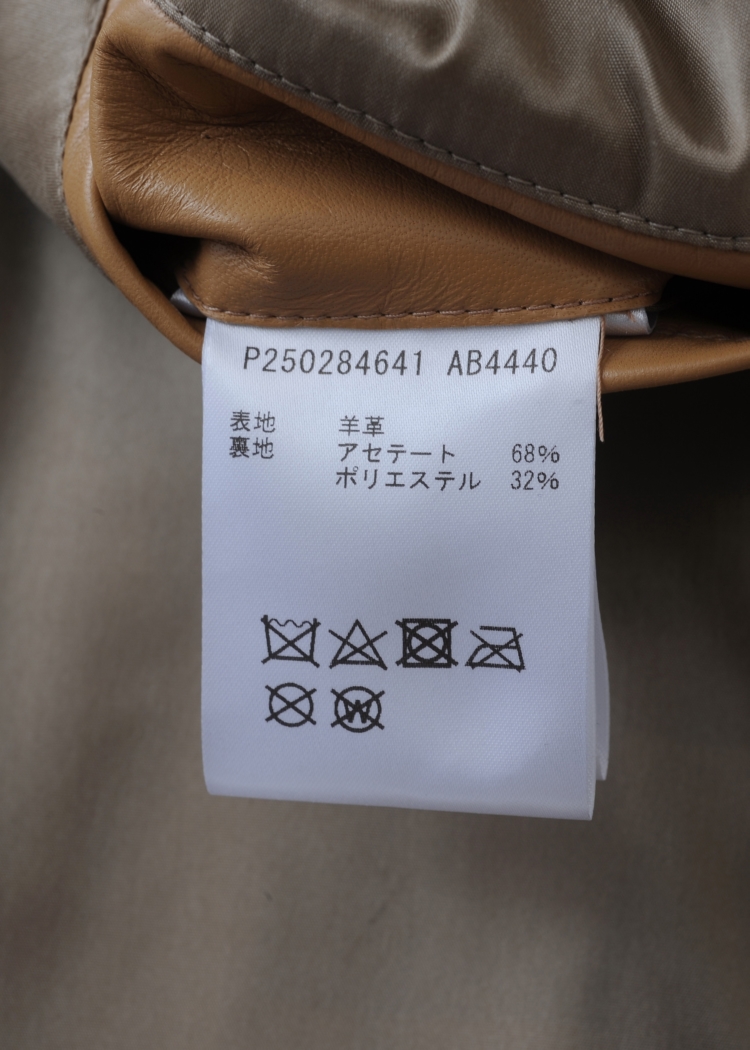 P250284641 AB4440
表地 羊革
裏地 アセテート 68%
ポリエステル 32%
W